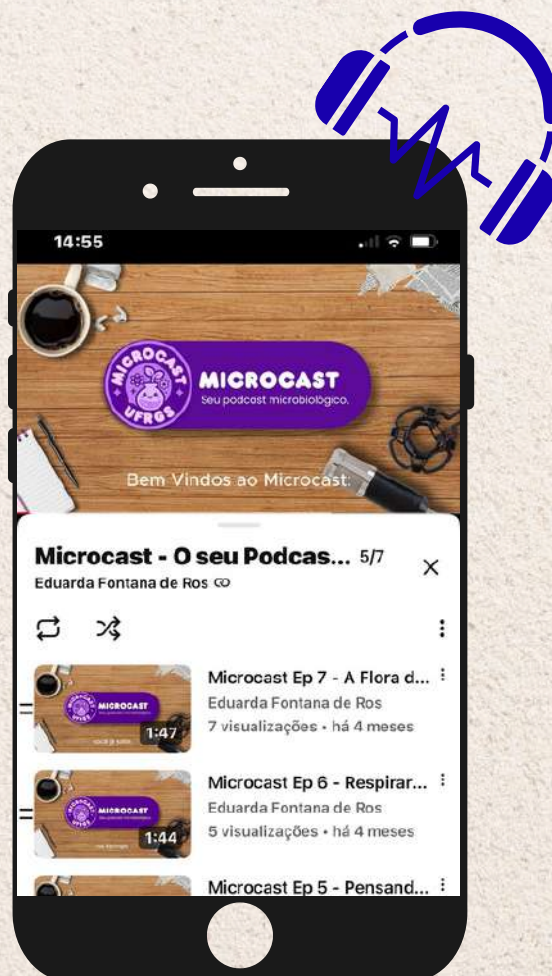 14:55
MICROCAST
UFRGS
MICROCAST
Seu podcast microbiológico.
Bem Vindos ao Microcast:
Microcast - O seu Podcas... 5/7
Eduarda Fontana de Ros
Microcast Ep 7 - A Flora d...
Eduarda Fontana de Ros
7 visualizações • há 4 meses
MICROCAST
1:47
Microcast Ep 6 - Respirar...
Eduarda Fontana de Ros
5 visualizações • há 4 meses
MICROCAST
1:44
Microcast Ep 5 - Pensand...